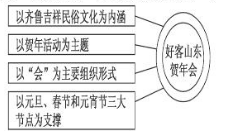 以齐鲁吉祥民俗文化为内涵
以贺年活动为主题
以“会”为主要组织形式
以元旦、春节和元宵节三大
节点为支撑
好客山东
贺年会